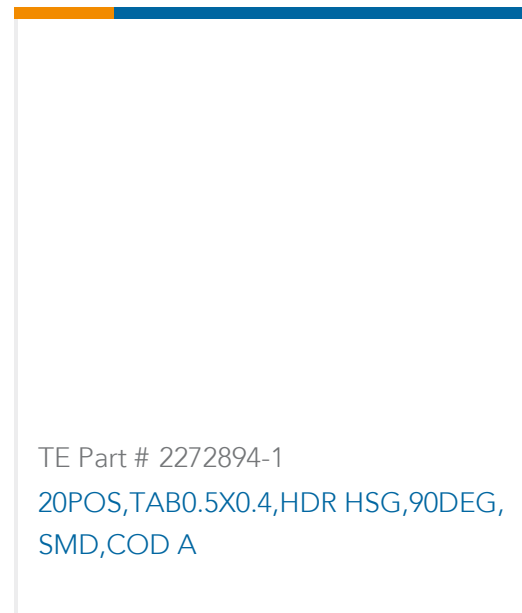 TE Part # 2272894-1
20POS,TAB0.5X0.4,HDR HSG,90DEG,
SMD,COD A